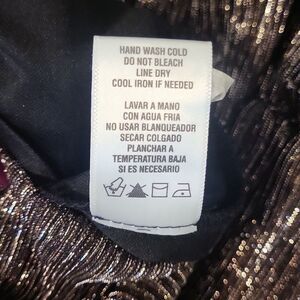 HAND WASH COLD
DO NOT BLEACH
LINE DRY
COOL IRON IF NEEDED
LAVAR A MANO
CON AGUA FRIA
NO USAR BLANQUEADOR
SECAR COLGADO
PLANCHAR A
TEMPERATURA BAJA
SI ES NECESARIO